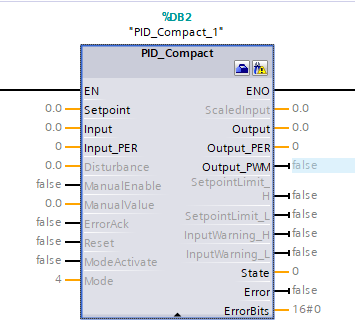 %DB2
"PID_Compact_1"
PID_Compact
EN ENO
0.0 Setpoint ScaledInput 0.0
0.0 Input Output 0.0
0 Input_PER Output_PER 0
0.0 Disturbance Output_PWM false
false ManualEnable SetpointLimit_
H false
0.0 ManualValue SetpointLimit_L false
false ErrorAck InputWarning_H false
false Reset InputWarning_L false
false ModeActivate State 0
4 Mode Error false
ErrorBits 16#0